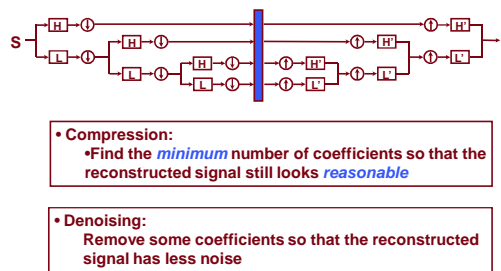 H H'
S H H'
L H H' L'
L L L' L'
• Compression:
•Find the minimum number of coefficients so that the
reconstructed signal still looks reasonable
• Denoising:
Remove some coefficients so that the reconstructed
signal has less noise